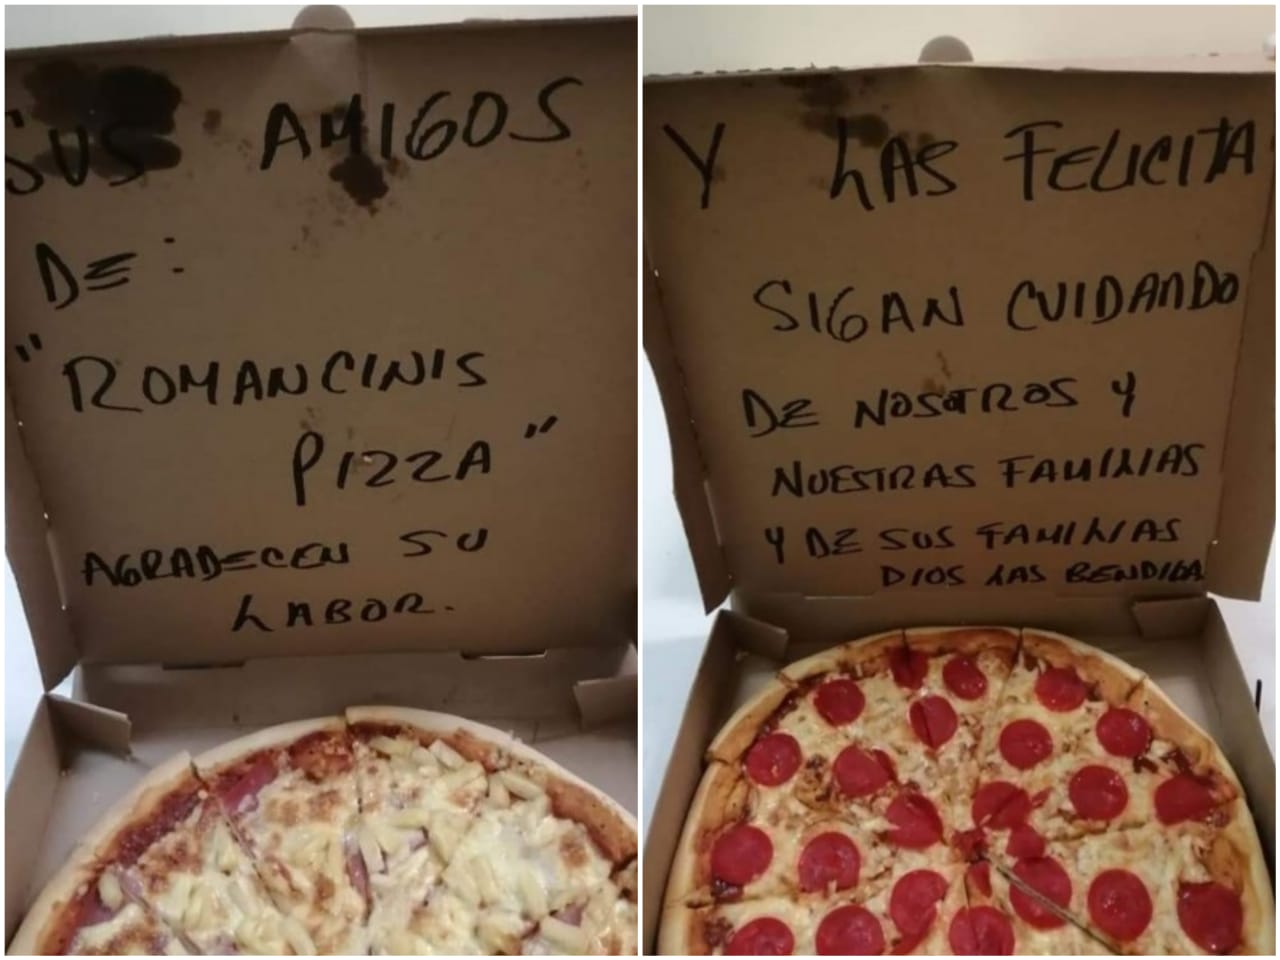 SUS AMIGOS
DE:
"ROMANCINIS
PIZZA"
AGRADECEN SU
LABOR.
Y LAS FELICITA
SIGAN CUIDANDO
DE NOSOTROS Y
NUESTRAS FAMILIAS
Y DE SUS FAMILIAS
DIOS LAS BENDIGA